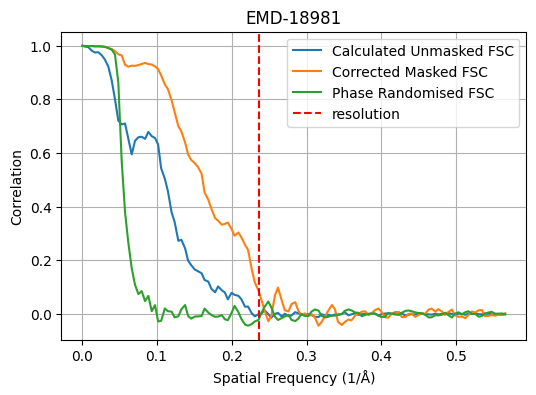 EMD-18981
Calculated Unmasked FSC
Corrected Masked FSC
Phase Randomised FSC
resolution
Correlation
1.0
0.8
0.6
0.4
0.2
0.0
0.0 0.1 0.2 0.3 0.4 0.5
Spatial Frequency (1/Å)